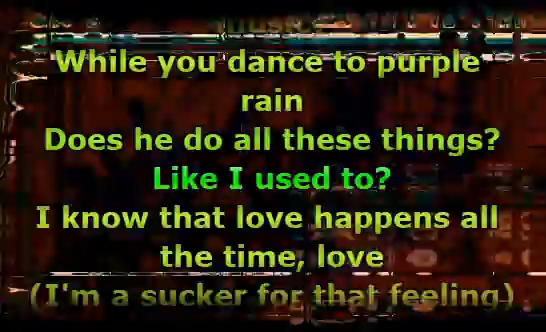 While you dance to purple
rain
Does he do all these things?
Like I used to?
I know that love happens all
the time, love
(I'm a sucker for that feeling)